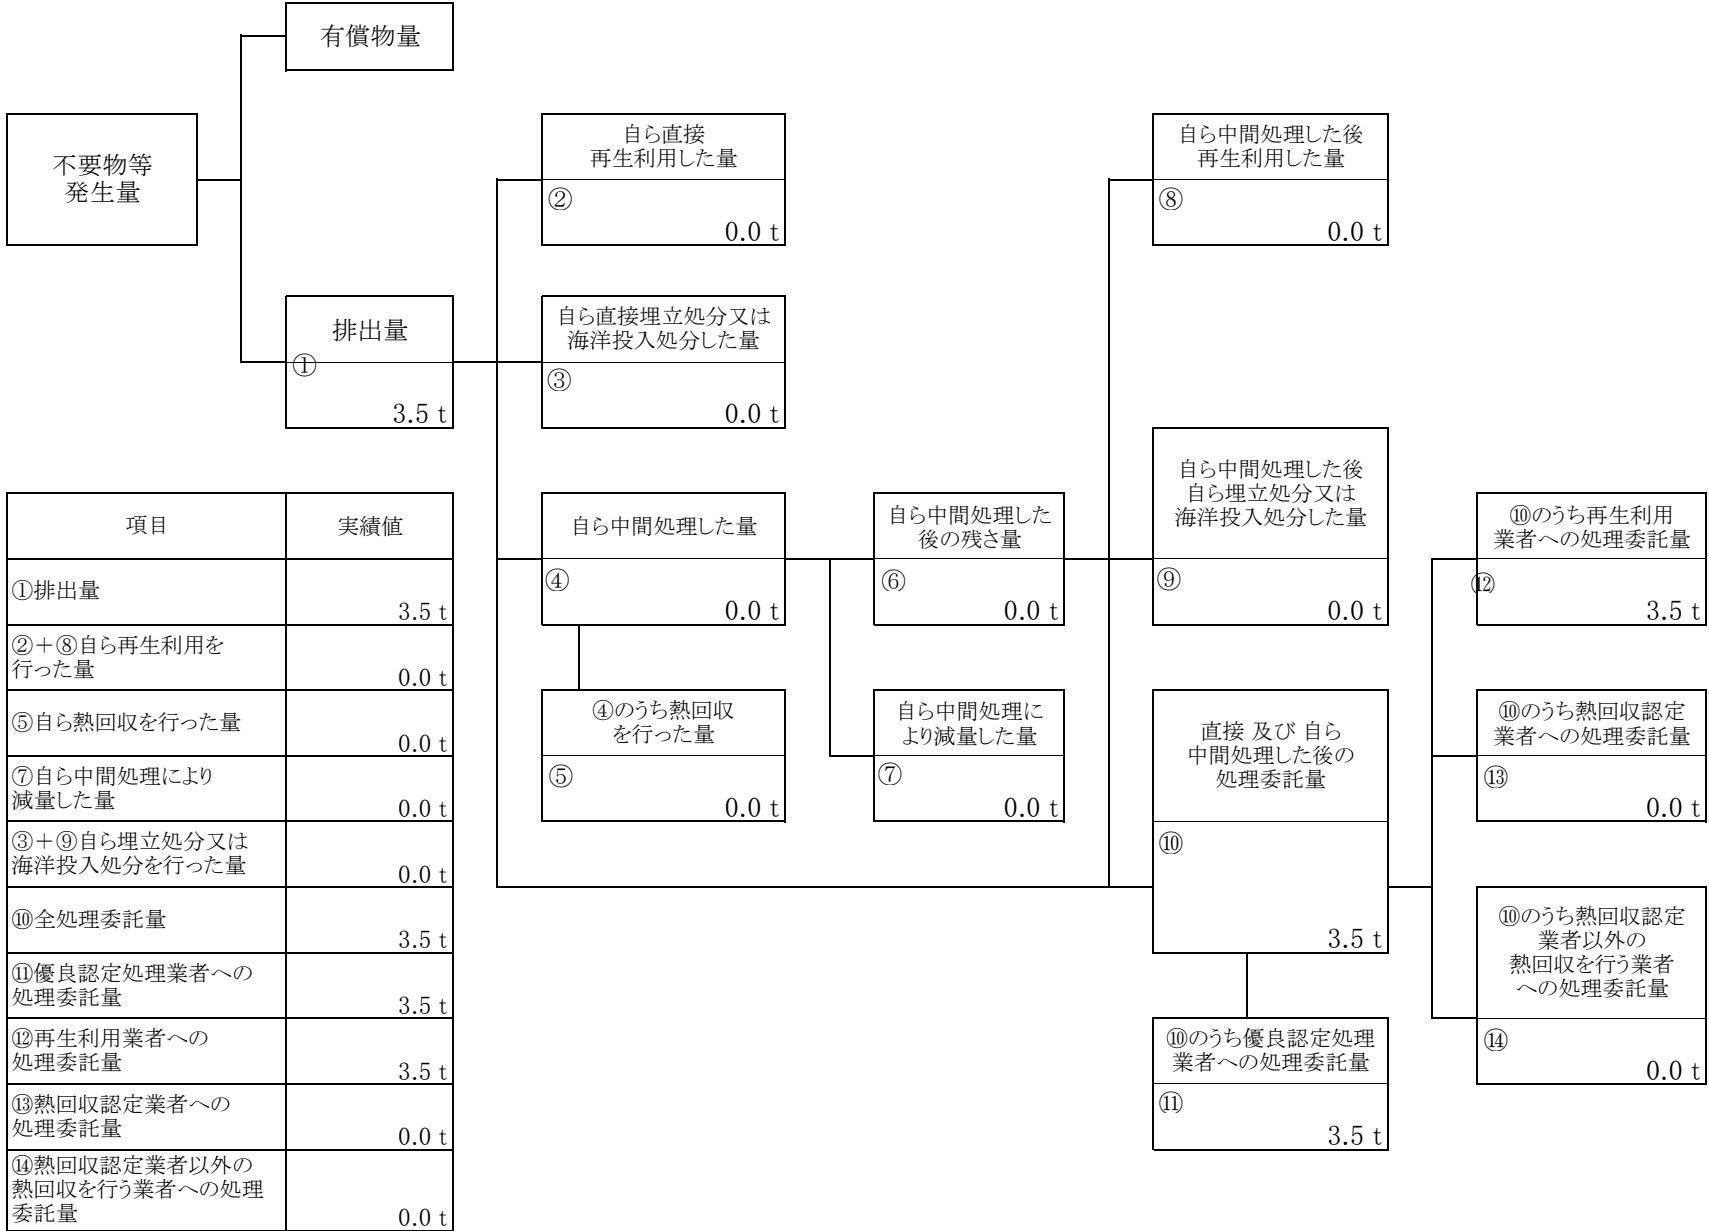 有償物量
不要物等
発生量
自ら直接
再生利用した量
②
0.0 t
自ら中間処理した後
再生利用した量
⑧
0.0 t
排出量
①
3.5 t
自ら直接埋立処分又は
海洋投入処分した量
③
0.0 t
自ら中間処理した量
④
0.0 t
自ら中間処理した
後の残さ量
⑥
0.0 t
自ら中間処理した後
自ら埋立処分又は
海洋投入処分した量
⑨
0.0 t
⑩のうち再生利用
業者への処理委託量
⑫
3.5 t
④のうち熱回収
を行った量
⑤
0.0 t
自ら中間処理に
より減量した量
⑦
0.0 t
直接 及び 自ら
中間処理した後の
処理委託量
⑩
3.5 t
⑩のうち熱回収認定
業者への処理委託量
⑬
0.0 t
⑩のうち熱回収認定
業者以外の
熱回収を行う業者
への処理委託量
⑭
0.0 t
⑩のうち優良認定処理
業者への処理委託量
⑪
3.5 t
項目 実績値
①排出量
3.5 t
②＋⑧自ら再生利用を
行った量
0.0 t
⑤自ら熱回収を行った量
0.0 t
⑦自ら中間処理により
減量した量
0.0 t
③＋⑨自ら埋立処分又は
海洋投入処分を行った量
0.0 t
⑩全処理委託量
3.5 t
⑪優良認定処理業者への
処理委託量
3.5 t
⑫再生利用業者への
処理委託量
3.5 t
⑬熱回収認定業者への
処理委託量
0.0 t
⑭熱回収認定業者以外の
熱回収を行う業者への処理
委託量
0.0 t